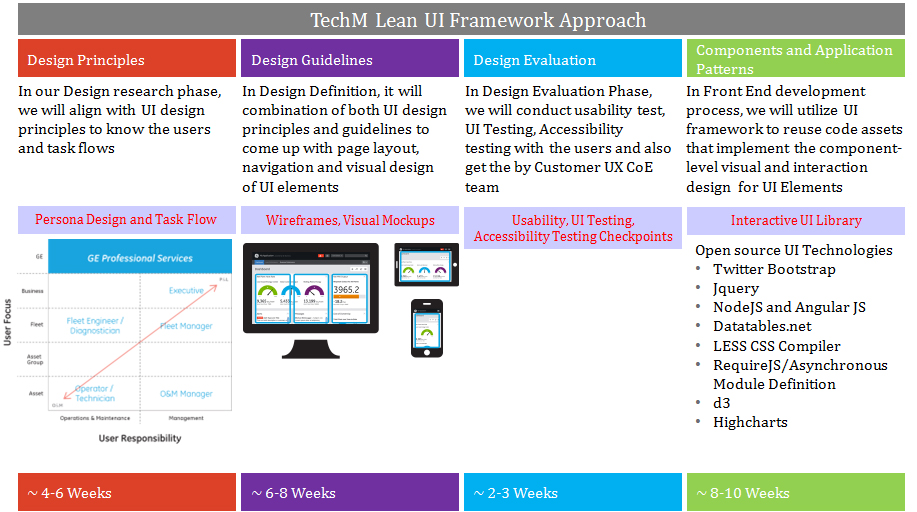 TechM Lean UI Framework Approach
Design Principles
In our Design research phase,
we will align with UI design
principles to know the users
and task flows
Persona Design and Task Flow
User Focus
GE
GE Professional Services
Business
Executive
P&L
Fleet
Fleet Engineer /
Diagnostician
Fleet Manager
Asset
Group
Asset
Operator /
Technician
O&M Manager
Operations & Maintenance
Management
User Responsibility
~ 4-6 Weeks
Design Guidelines
In Design Definition, it will
combination of both UI design
principles and guidelines to
come up with page layout,
navigation and visual design
of UI elements
Wireframes, Visual Mockups
Dashboard
3965.2
~ 6-8 Weeks
Design Evaluation
In Design Evaluation Phase,
we will conduct usability test,
UI Testing, Accessibility
testing with the users and also
get the by Customer UX CoE
team
Usability, UI Testing,
Accessibility Testing Checkpoints
~ 2-3 Weeks
Components and Application
Patterns
In Front End development
process, we will utilize UI
framework to reuse code assets
that implement the component-
level visual and interaction
design for UI Elements
Interactive UI Library
Open source UI Technologies
• Twitter Bootstrap
• Jquery
• NodeJS and Angular JS
• Datatables.net
• LESS CSS Compiler
• RequireJS/Asynchronous
Module Definition
• d3
• Highcharts
~ 8-10 Weeks